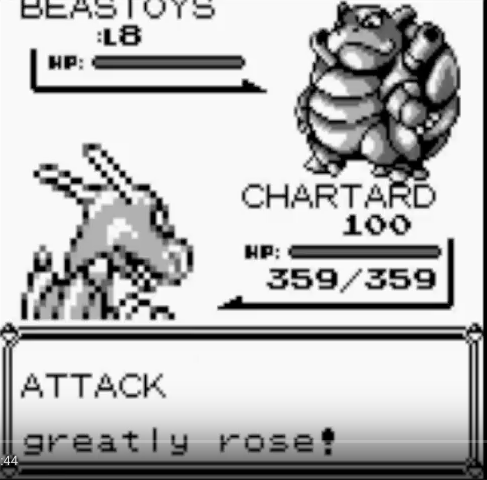 BEASTOYS
:L8
HP:
CHARTARD
100
HP:
359/359
ATTACK
greatly rose!
:44